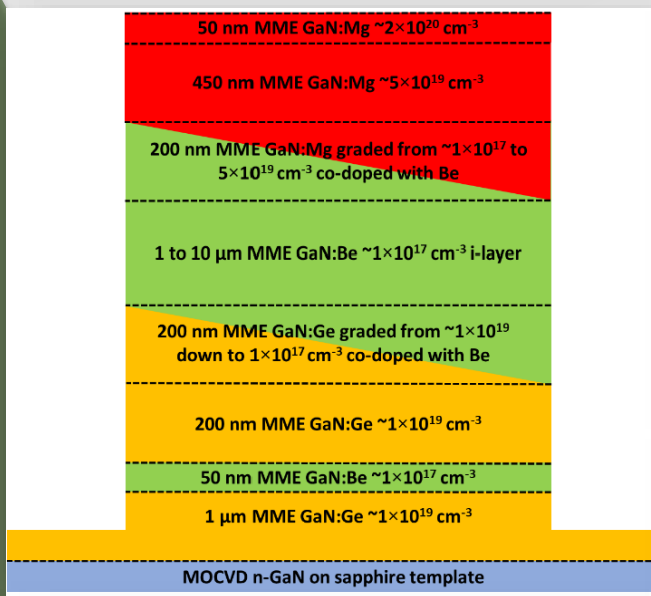 50 nm MME GaN:Mg ~2×10²⁰ cm⁻³
450 nm MME GaN:Mg ~5×10¹⁹ cm⁻³
200 nm MME GaN:Mg graded from ~1×10¹⁷ to
5×10¹⁹ cm⁻³ co-doped with Be
1 to 10 μm MME GaN:Be ~1×10¹⁷ cm⁻³ i-layer
200 nm MME GaN:Ge graded from ~1×10¹⁹
down to 1×10¹⁷ cm⁻³ co-doped with Be
200 nm MME GaN:Ge ~1×10¹⁹ cm⁻³
50 nm MME GaN:Be ~1×10¹⁷ cm⁻³
1 μm MME GaN:Ge ~1×10¹⁹ cm⁻³
MOCVD n-GaN on sapphire template